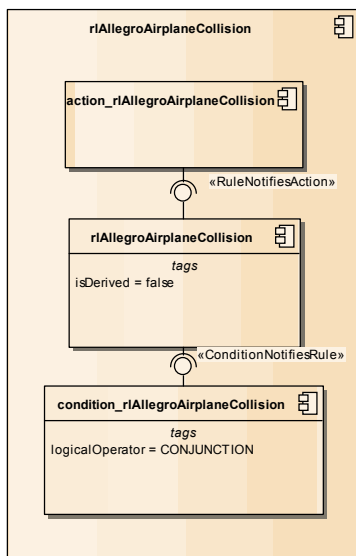 rlAllegroAirplaneCollision
action_rlAllegroAirplaneCollision
«RuleNotifiesAction»
rlAllegroAirplaneCollision
tags
isDerived = false
«ConditionNotifiesRule»
condition_rlAllegroAirplaneCollision
tags
logicalOperator = CONJUNCTION